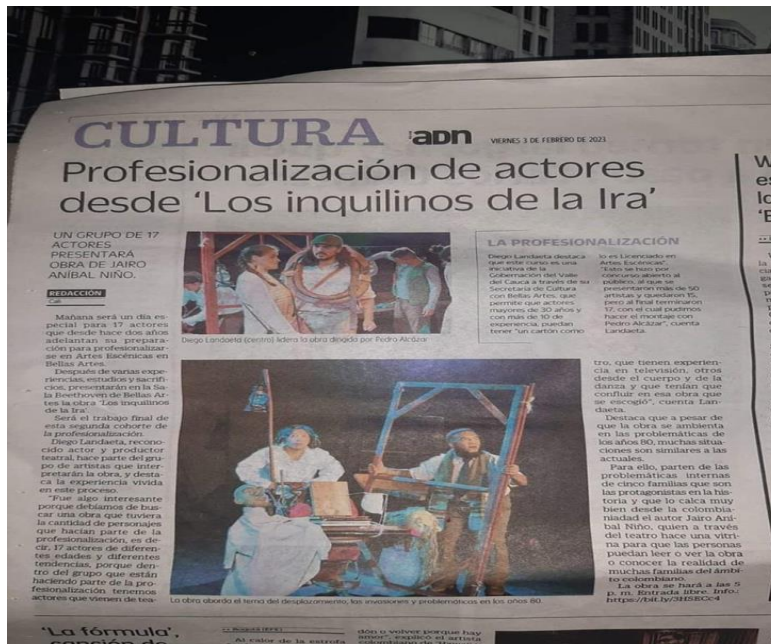 CULTURA
adn
VIERNES 3 DE FEBRERO DE 2023
Profesionalización de actores
desde ‘Los inquilinos de la Ira’
UN GRUPO DE 17
ACTORES
PRESENTARÁ
OBRA DE JAIRO
ANÍBAL NIÑO.
REDACCIÓN
Cali
Mañana será un día es-
pecial para 17 actores
que desde hace dos años
adelantan su prepara-
ción para profesionalizar-
se en Artes Escénicas en
Bellas Artes.
Después de varias expe-
riencias, estudios y sacrifi-
cios, presentarán en la Sa-
la Beethoven de Bellas Ar-
tes la obra ‘Los inquilinos
de la Ira’.
Será el trabajo final de
esta segunda cohorte de
la profesionalización.
Diego Landaeta, recono-
cido actor y productor
teatral, hace parte del gru-
po de artistas que inter-
pretarán la obra, y desta-
ca la experiencia vivida
en este proceso.
“Fue algo interesante
porque debíamos de bus-
car una obra que tuviera
la cantidad de personajes
que hacían parte de la
profesionalización, es de-
cir, 17 actores de diferen-
tes edades y diferentes
tendencias, porque den-
tro del grupo que están
haciendo parte de la pro-
fesionalización tenemos
actores que vienen de tea-
Diego Landaeta (centro) lidera la obra dirigida por Pedro Alcázar
LA PROFESIONALIZACIÓN
Diego Landaeta destaca
que este curso es una
iniciativa de la
Gobernación del Valle
del Cauca a través de su
Secretaría de Cultura
con Bellas Artes, que
permite que actores
mayores de 30 años y
con más de 10 de
experiencia, puedan
tener “un cartón como
lo es Licenciado en
Artes Escénicas”.
“Esto se hizo por
concurso abierto al
público, al que se
presentaron más de 50
artistas y quedaron 15,
pero al final terminaron
17, con el cual pudimos
hacer el montaje con
Pedro Alcázar”, cuenta
Landaeta.
La obra aborda el tema del desplazamiento, las invasiones y problemáticas en los años 80.
tro, que tienen experien-
cia en televisión, otros
desde el cuerpo y de la
danza y que tenían que
confluir en esa obra que
se escogió”, cuenta Lan-
daeta.
Destaca que a pesar de
que la obra se ambienta
en las problemáticas de
los años 80, muchas situa-
ciones son similares a las
actuales.
Para ello, parten de las
problemáticas internas
de cinco familias que son
las protagonistas en la his-
toria y que lo calca muy
bien desde la colombia-
niadad el autor Jairo Aní-
bal Niño, quien a través
del teatro hace una vitri-
na para que las personas
puedan leer o ver la obra
o conocer la realidad de
muchas familias del ámbi-
to colombiano.
La obra se hará a las 5
p. m. Entrada libre. Info.:
‘La fórmula’,
canción de
Al calor de la estrofa
dón o volver porque hay
amor”, explicó el artista